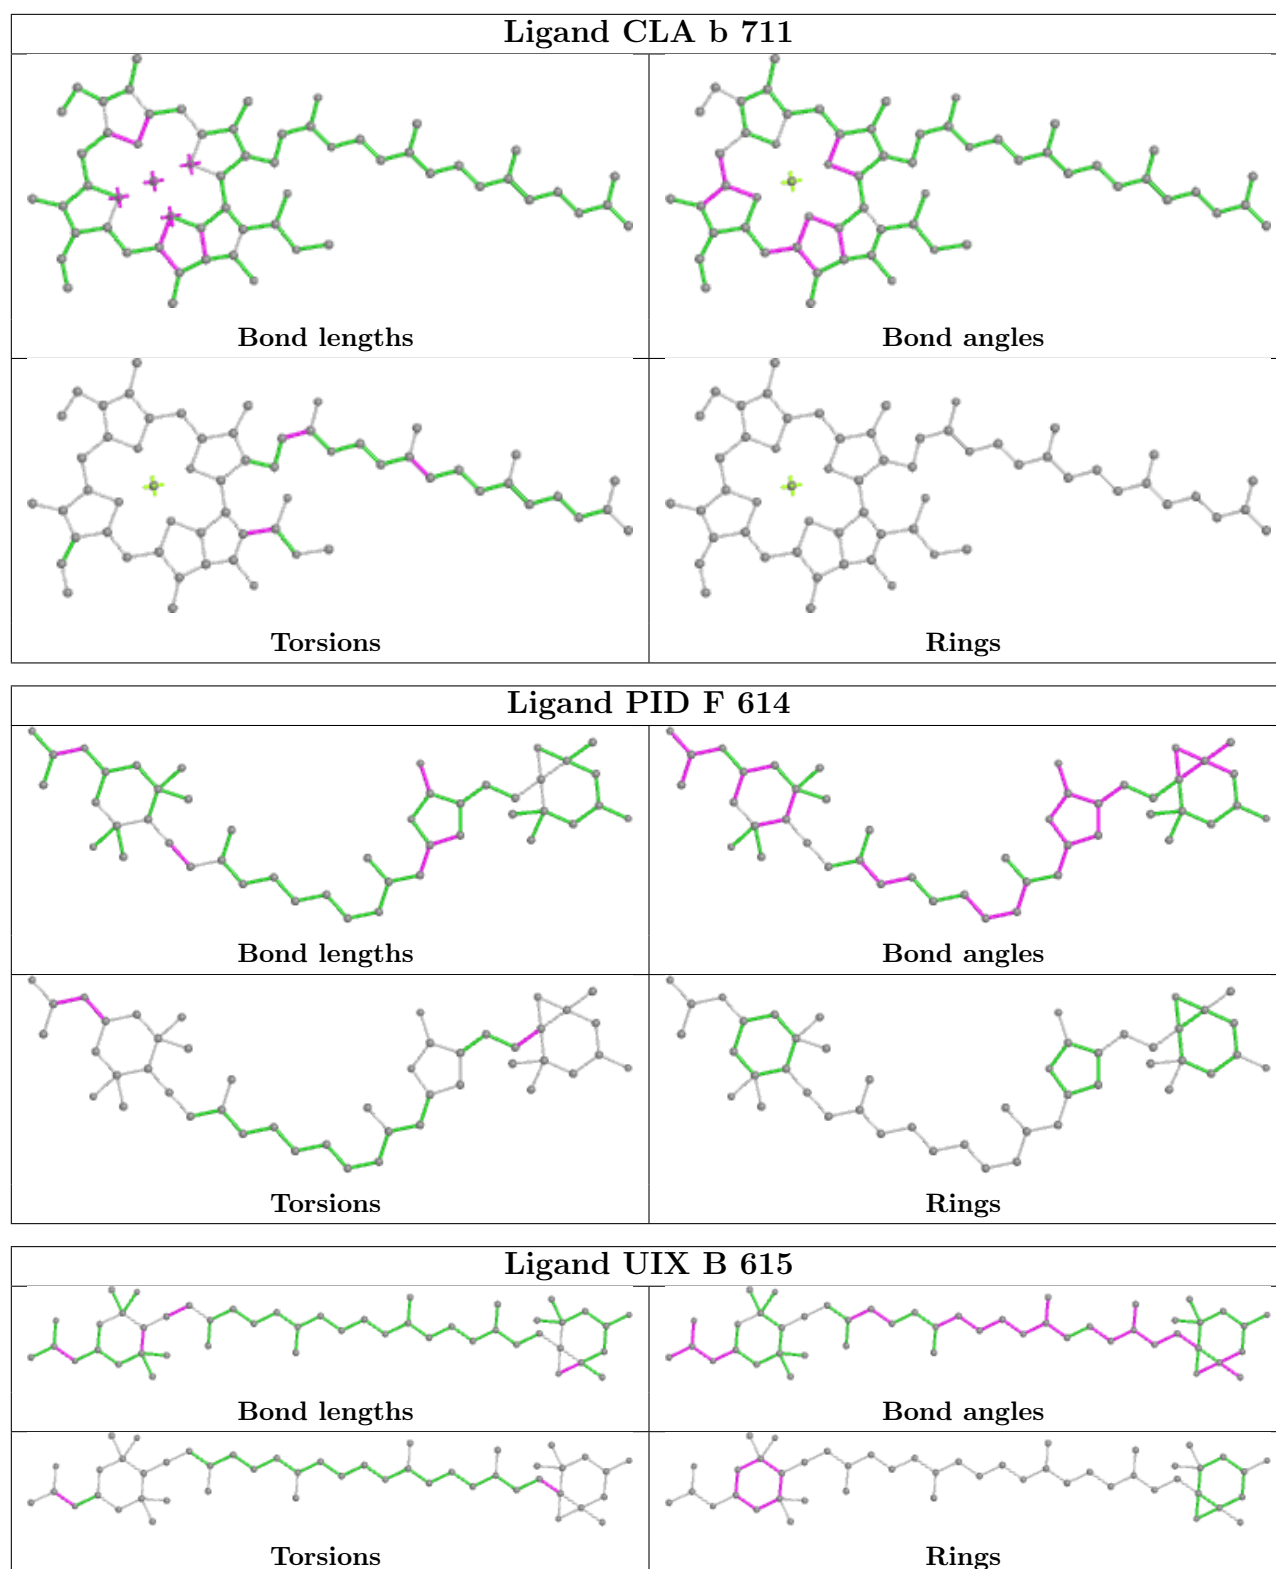 Ligand CLA b 711
Bond lengths
Bond angles
Torsions
Rings
Ligand PID F 614
Bond lengths
Bond angles
Torsions
Rings
Ligand UIX B 615
Bond lengths
Bond angles
Torsions
Rings